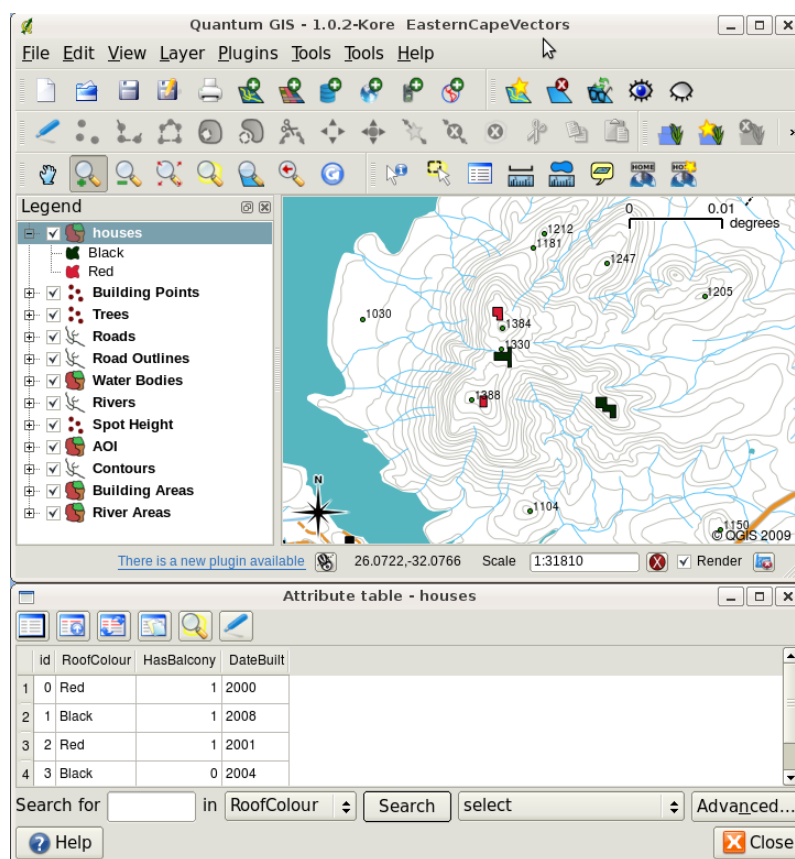 Quantum GIS - 1.0.2-Kore EasternCapeVectors
File Edit View Layer Plugins Tools Tools Help
HOME
Legend
houses
Black
Red
Building Points
Trees
Roads
Road Outlines
Water Bodies
Rivers
Spot Height
AOI
Contours
Building Areas
River Areas
0 0.01
degrees
1212
1181
1247
1205
1030
1384
1330
1388
1104
1150
N
© QGIS 2009
There is a new plugin available 26.0722,-32.0766 Scale 1:31810 Render
Attribute table - houses
id RoofColour HasBalcony DateBuilt
1 0 Red 1 2000
2 1 Black 1 2008
3 2 Red 1 2001
4 3 Black 0 2004
Search for in RoofColour Search select Advanced...
Help Close